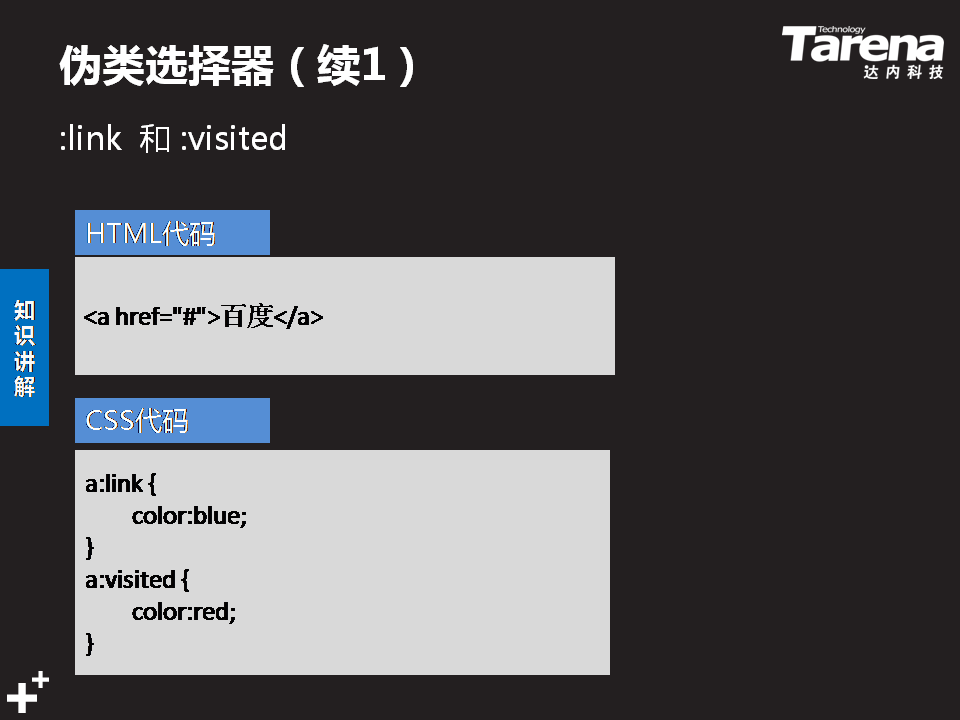 伪类选择器（续1）
Technology
Tarena
达内科技
:link 和 :visited
HTML代码
<a href="#">百度</a>
知识讲解
CSS代码
a:link {
color:blue;
}
a:visited {
color:red;
}